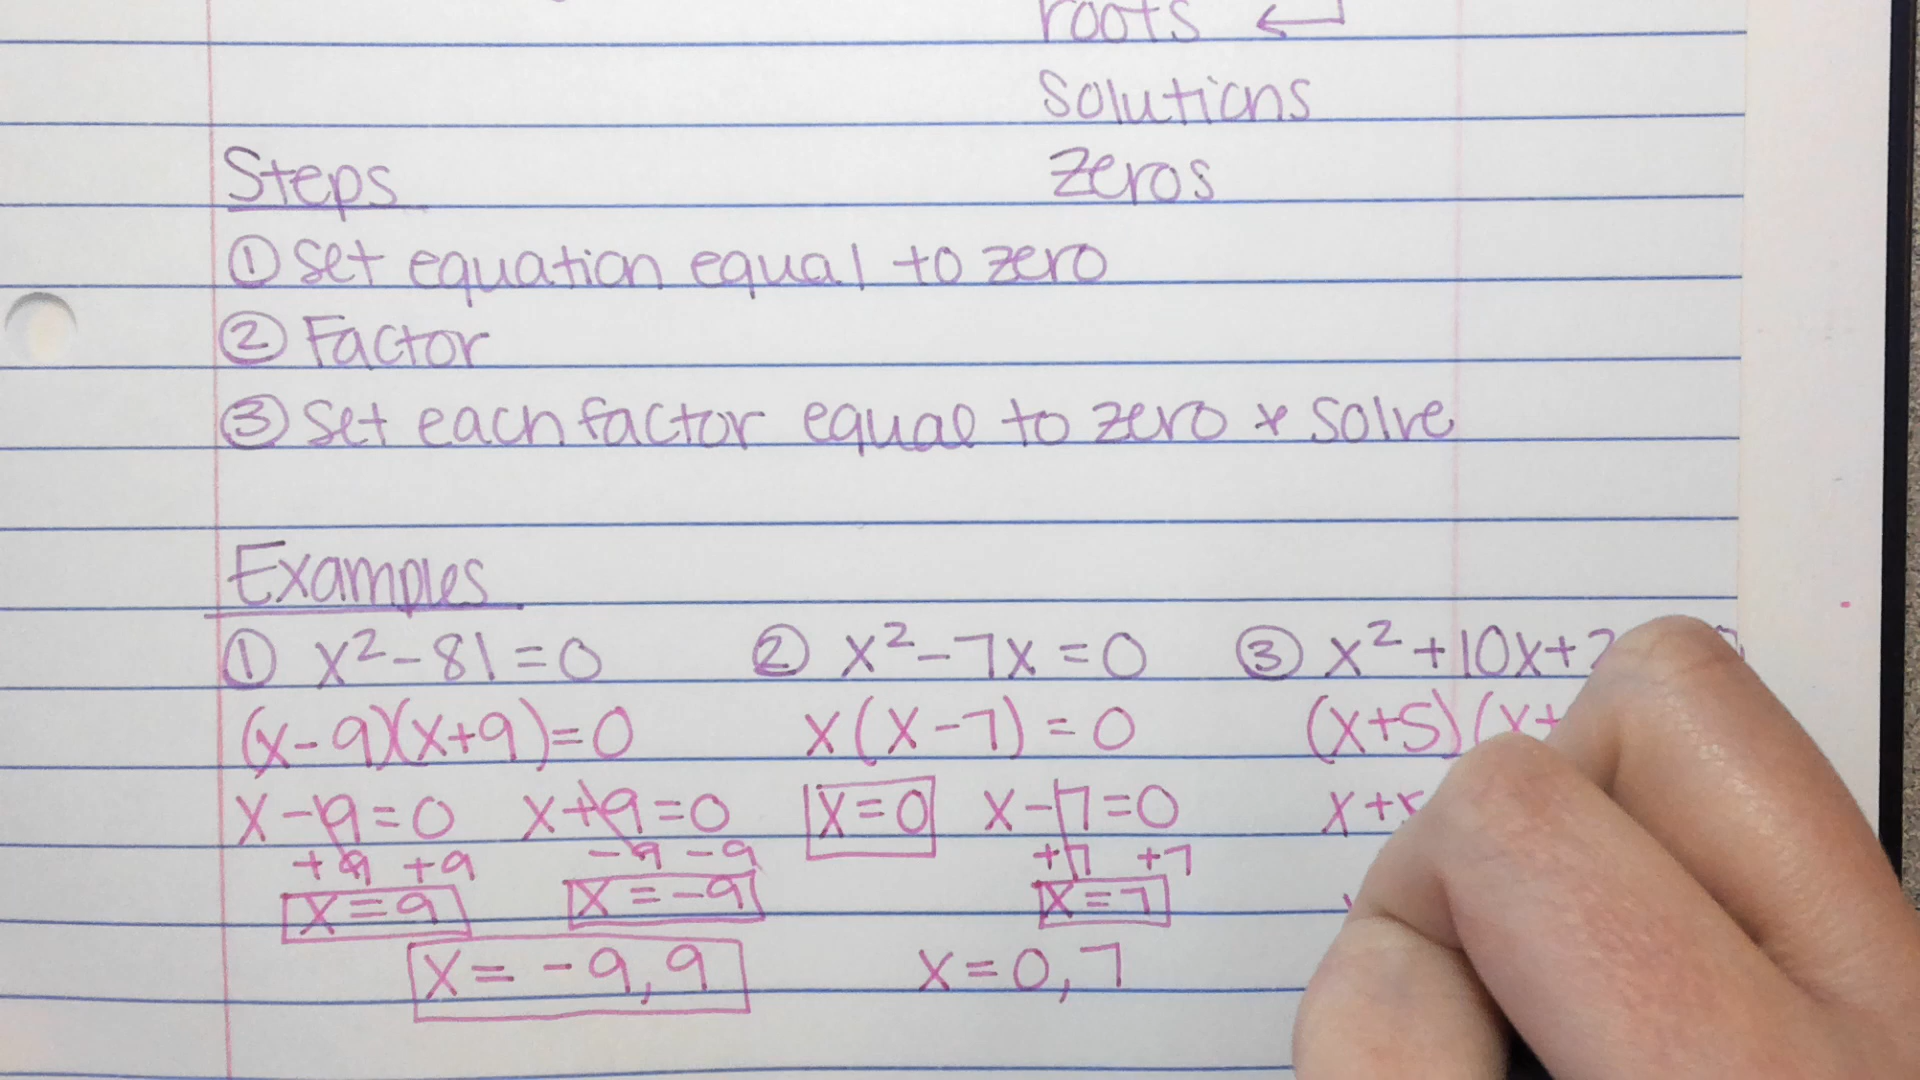 roots ←
solutions
Steps
zeros
① Set equation equal to zero
② Factor
③ Set each factor equal to zero & solve
Examples
① x²-81=0 ② x²-7x=0 ③ x²+10x+2
(x-9)(x+9)=0 x(x-7)=0 (x+5)(x+
x-9=0 x+9=0 x=0 x-7=0 x+5
+9 +9 -9 -9 +7 +7
x=9 x=-9 x=7
x=-9,9 x=0,7